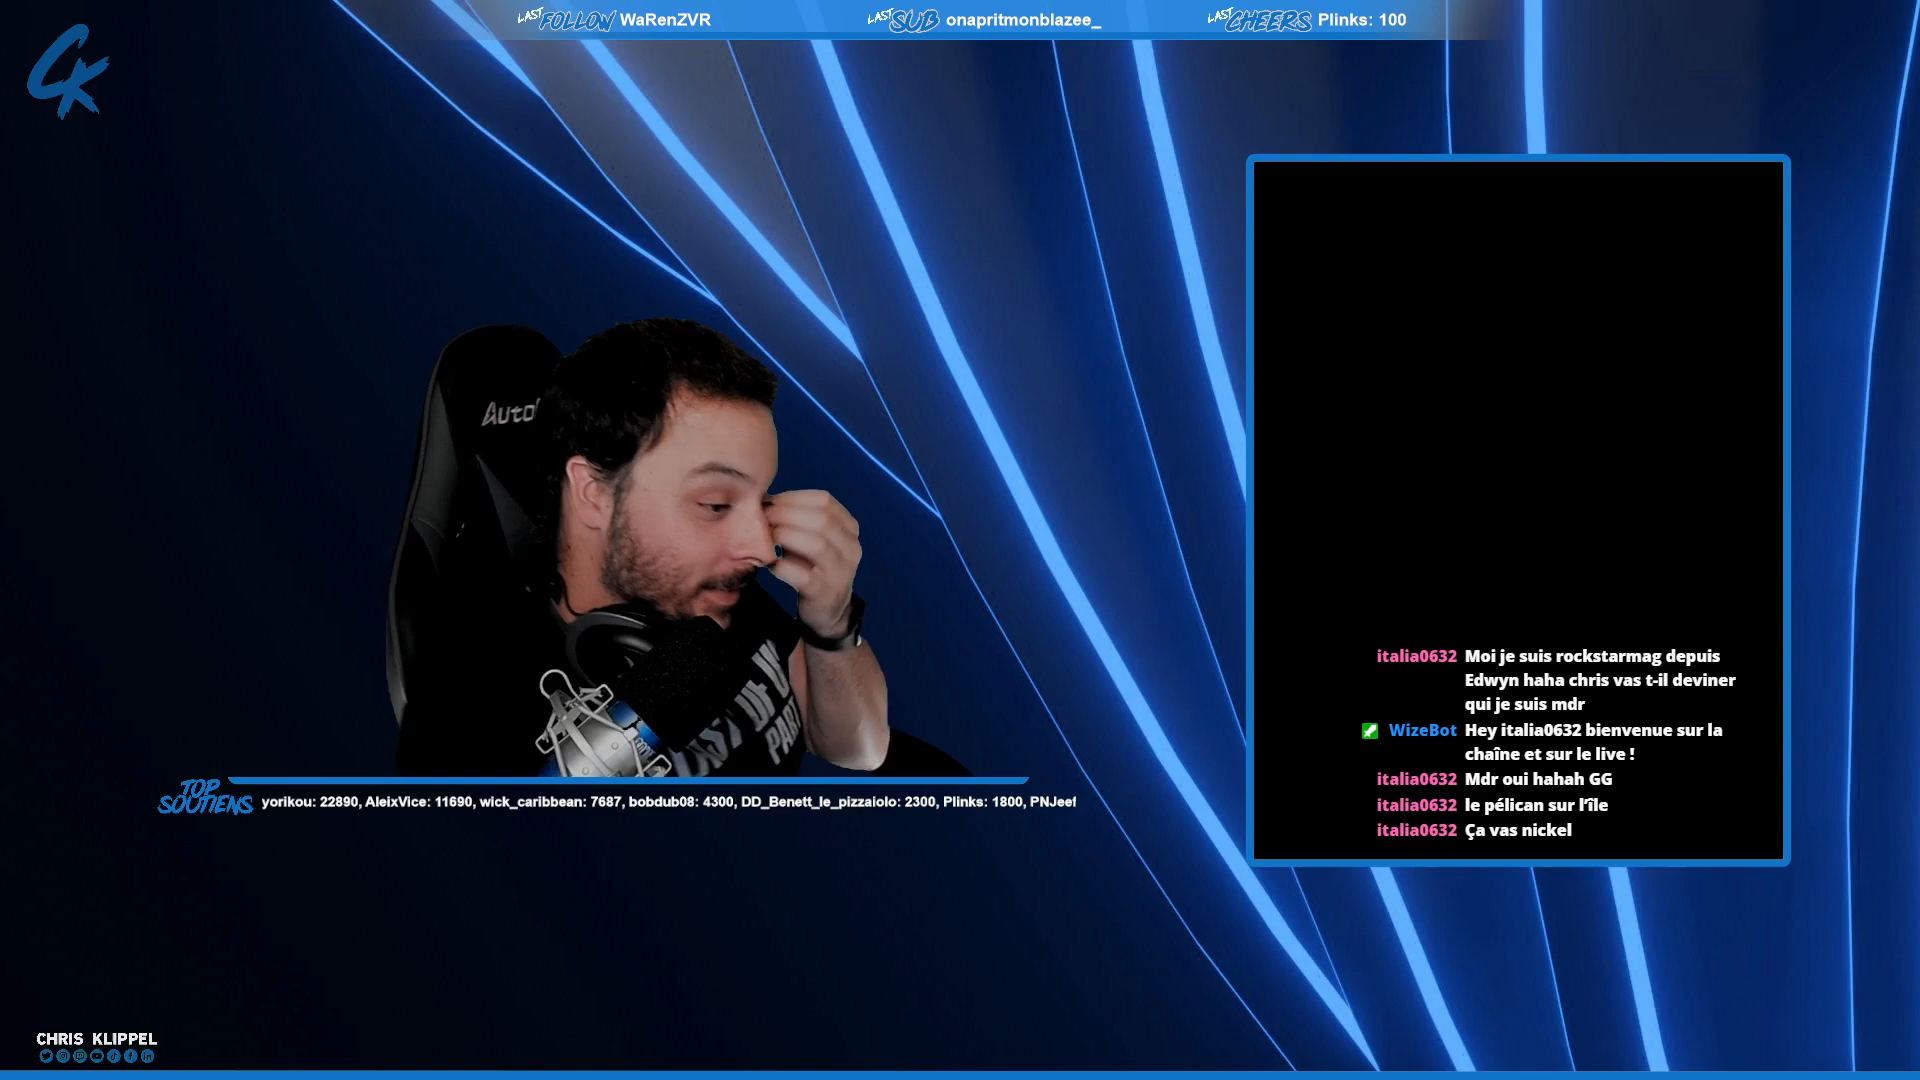 LAST FOLLOW WaRenZVR
LAST SUB onapritmonblazee_
LAST CHEERS Plinks: 100
CK
Auto
italia0632 Moi je suis rockstarmag depuis
Edwyn haha chris vas t-il deviner
qui je suis mdr
WizeBot Hey italia0632 bienvenue sur la
chaîne et sur le live !
italia0632 Mdr oui hahah GG
italia0632 le pélican sur l'île
italia0632 Ça vas nickel
TOP
SOUTIENS yorikou: 22890, AleixVice: 11690, wick_caribbean: 7687, bobdub08: 4300, DD_Benett_le_pizzaiolo: 2300, Plinks: 1800, PNJeef
CHRIS KLIPPEL